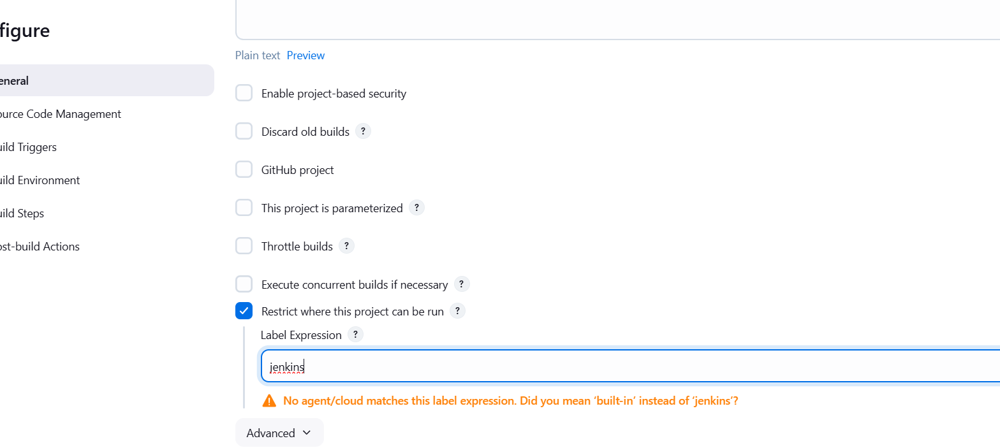 figure
eneral
ource Code Management
uild Triggers
uild Environment
uild Steps
ost-build Actions
Plain text Preview
Enable project-based security
Discard old builds ?
GitHub project
This project is parameterized ?
Throttle builds ?
Execute concurrent builds if necessary ?
Restrict where this project can be run ?
Label Expression ?
jenkins
No agent/cloud matches this label expression. Did you mean ‘built-in’ instead of ‘jenkins’?
Advanced